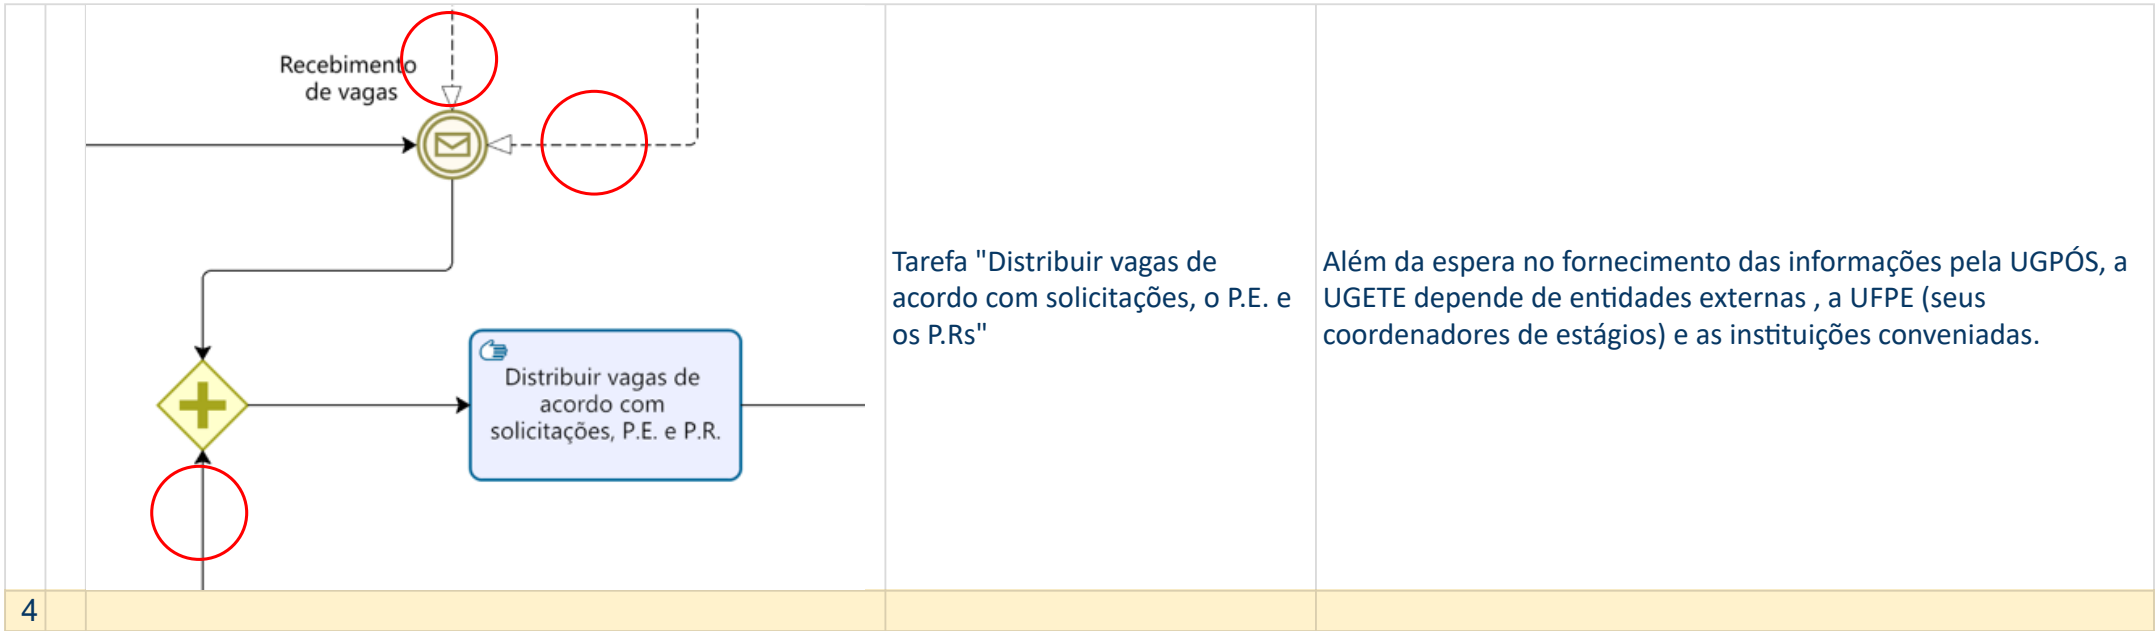 Recebimento
de vagas
Distribuir vagas de
acordo com
solicitações, P.E. e P.R.
Tarefa "Distribuir vagas de
acordo com solicitações, o P.E. e
os P.Rs"
Além da espera no fornecimento das informações pela UGPÓS, a
UGETE depende de entidades externas , a UFPE (seus
coordenadores de estágios) e as instituições conveniadas.
4